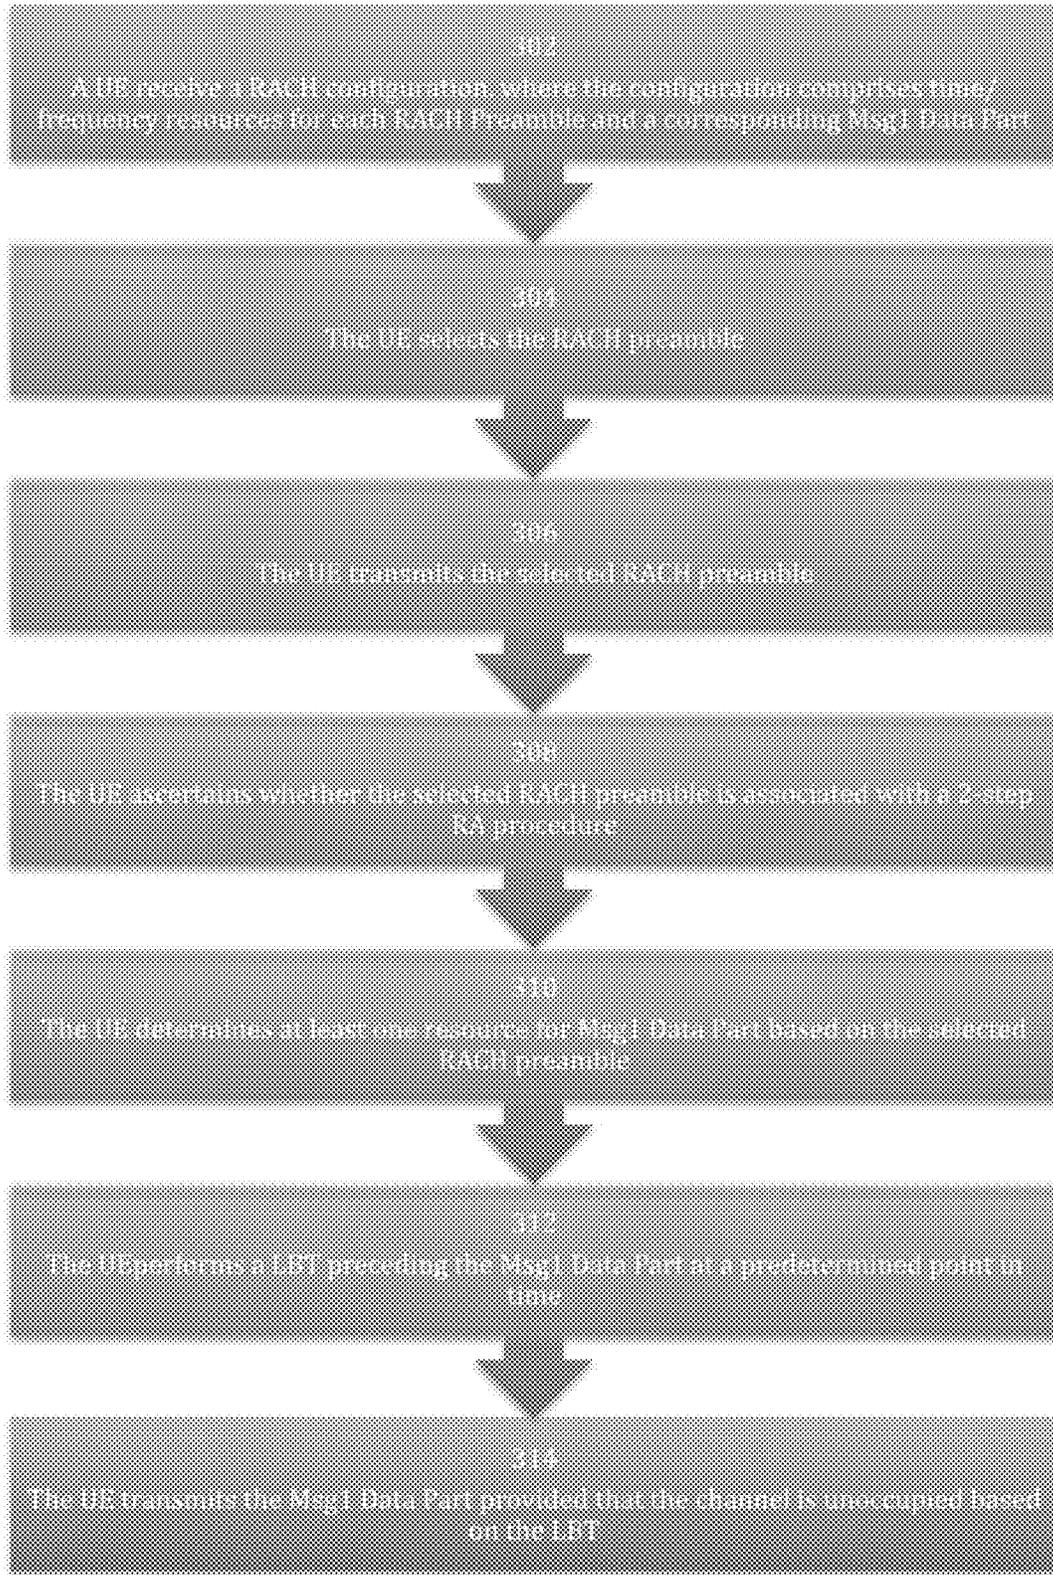 302
A UE receive a RACH configuration, where the configuration comprises time/
frequency resources for each RACH Preamble and a corresponding Msg1 Data Part
304
The UE selects the RACH preamble
306
The UE transmits the selected RACH preamble
308
The UE ascertains whether the selected RACH preamble is associated with a 2-step
RA procedure
310
The UE determines at least one resource for Msg1 Data Part based on the selected
RACH preamble
312
The UEperforms a LBT preceding the Msg1 Data Part at a predetermined point in
time
314
The UE transmits the Msg1 Data Part provided that the channel is unoccupied based
on the LBT